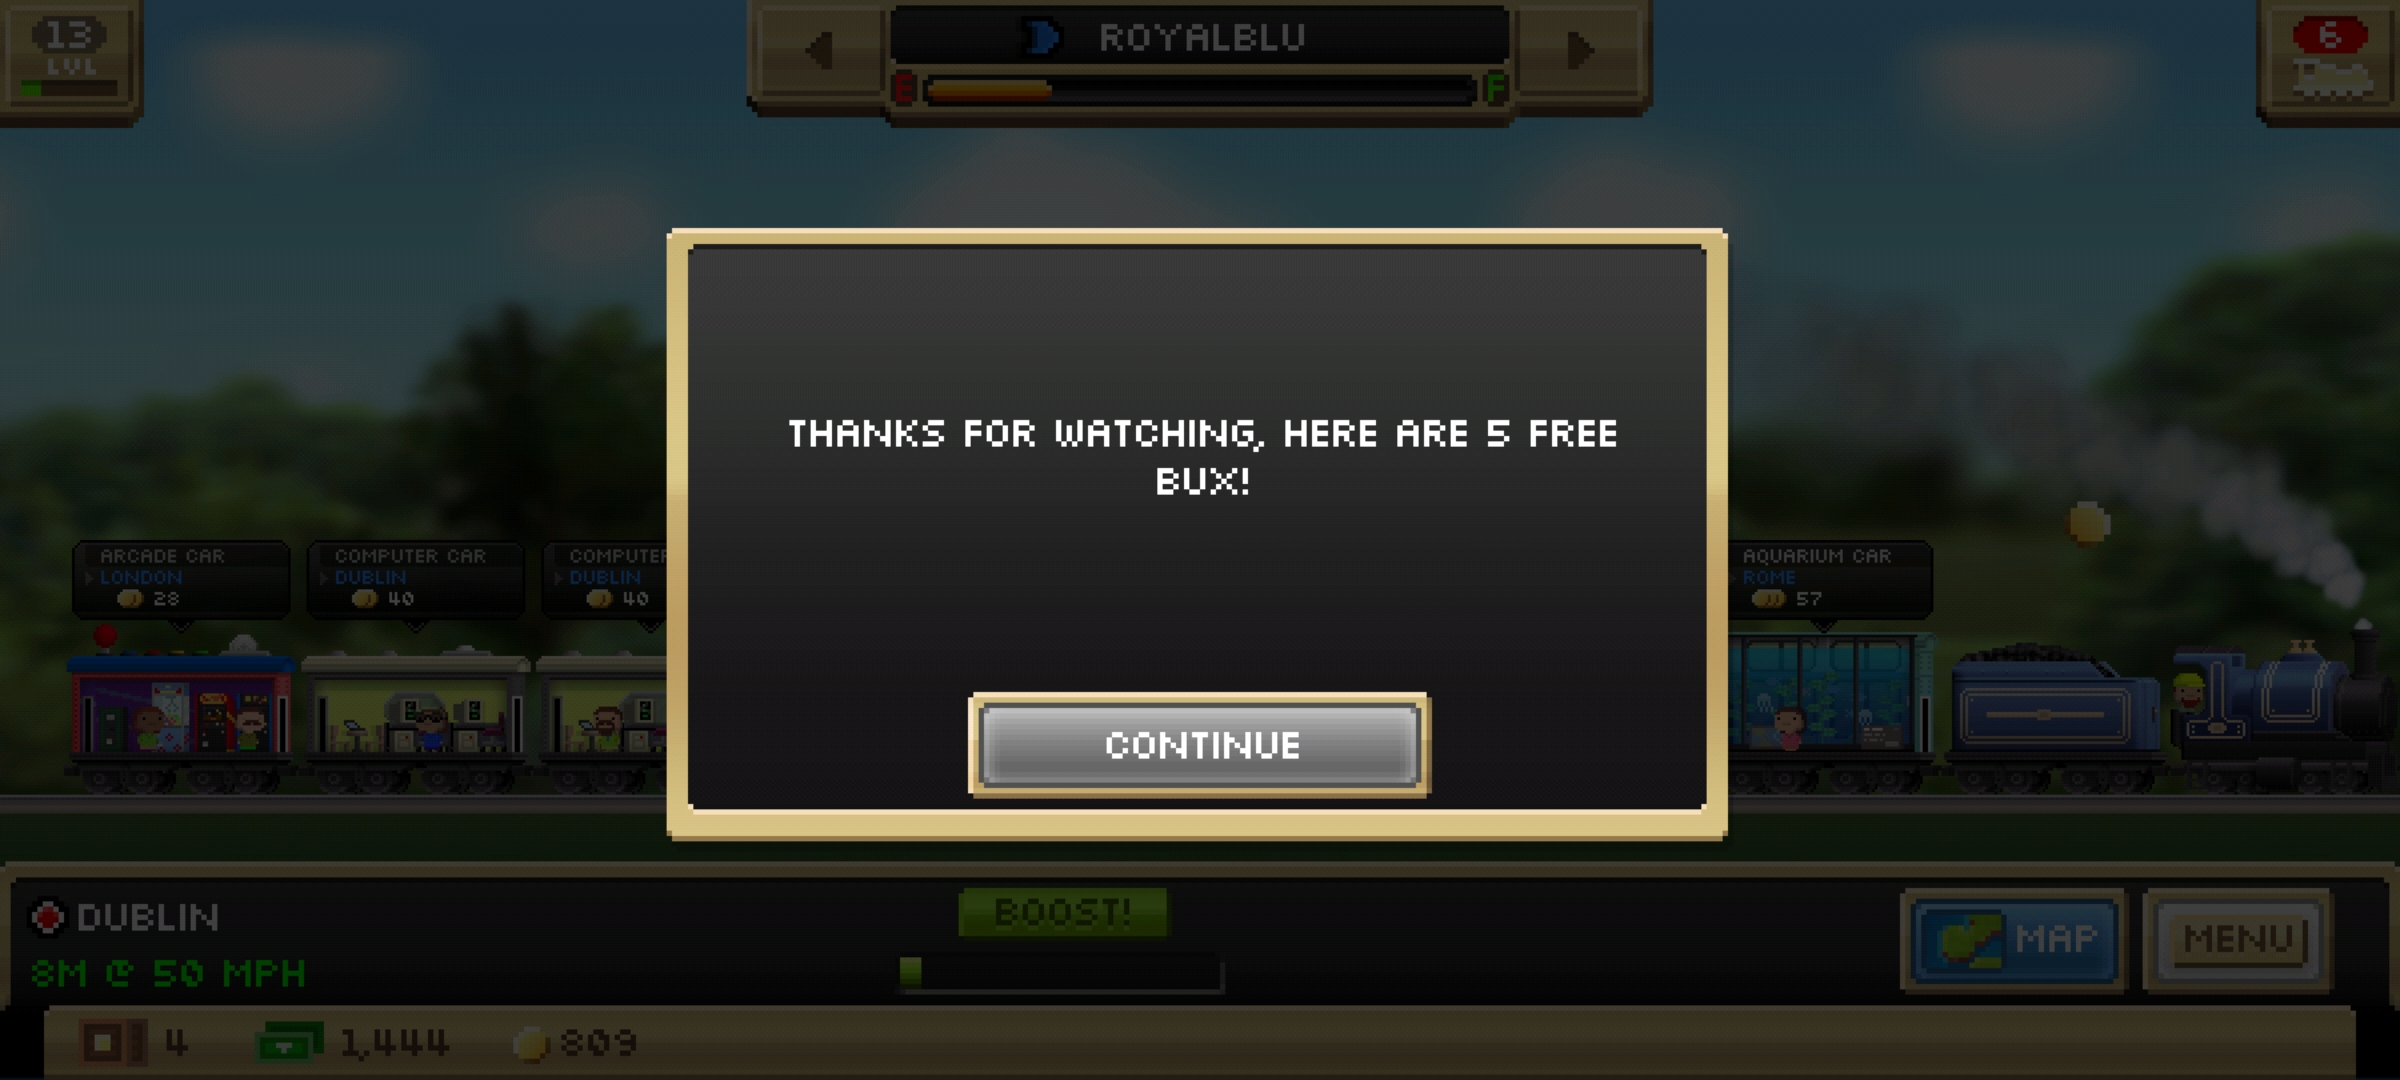 13
LVL
ROYALBLU
E
F
6
THANKS FOR WATCHING, HERE ARE 5 FREE
BUX!
CONTINUE
ARCADE CAR
LONDON
28
COMPUTER CAR
DUBLIN
40
COMPUTER
DUBLIN
40
AQUARIUM CAR
ROME
57
DUBLIN
8M @ 50 MPH
BOOST!
MAP
MENU
4
1,444
809